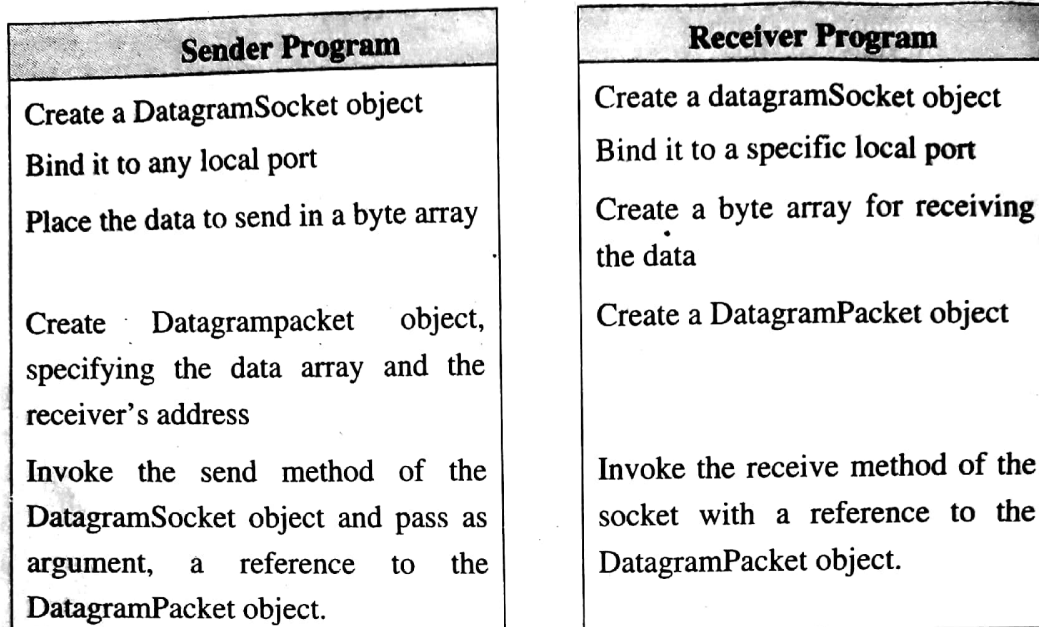 Sender Program
Create a DatagramSocket object
Bind it to any local port
Place the data to send in a byte array
Create Datagrampacket object,
specifying the data array and the
receiver's address
Invoke the send method of the
DatagramSocket object and pass as
argument, a reference to the
DatagramPacket object.
Receiver Program
Create a datagramSocket object
Bind it to a specific local port
Create a byte array for receiving
the data
Create a DatagramPacket object
Invoke the receive method of the
socket with a reference to the
DatagramPacket object.